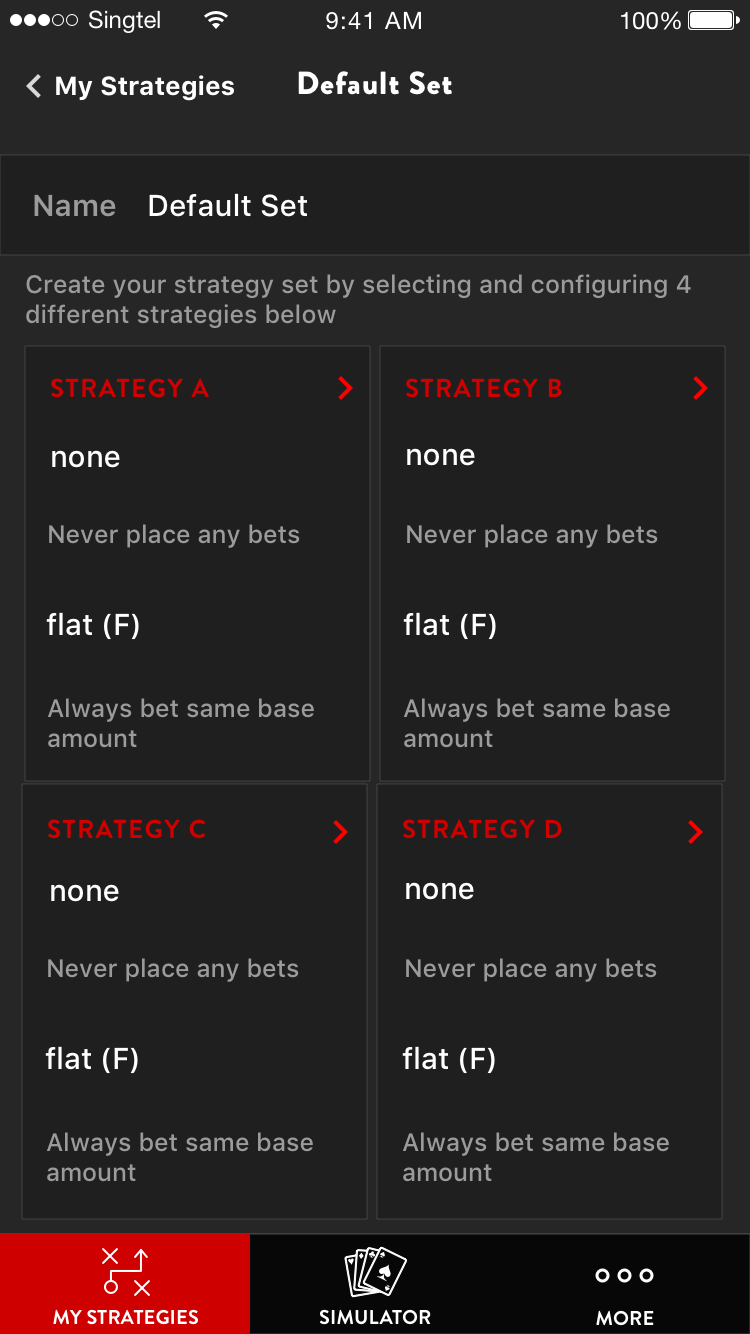 Singtel 9:41 AM 100%
My Strategies Default Set
Name Default Set
Create your strategy set by selecting and configuring 4
different strategies below
STRATEGY A
none
Never place any bets
flat (F)
Always bet same base
amount
STRATEGY B
none
Never place any bets
flat (F)
Always bet same base
amount
STRATEGY C
none
Never place any bets
flat (F)
Always bet same base
amount
STRATEGY D
none
Never place any bets
flat (F)
Always bet same base
amount
MY STRATEGIES SIMULATOR MORE